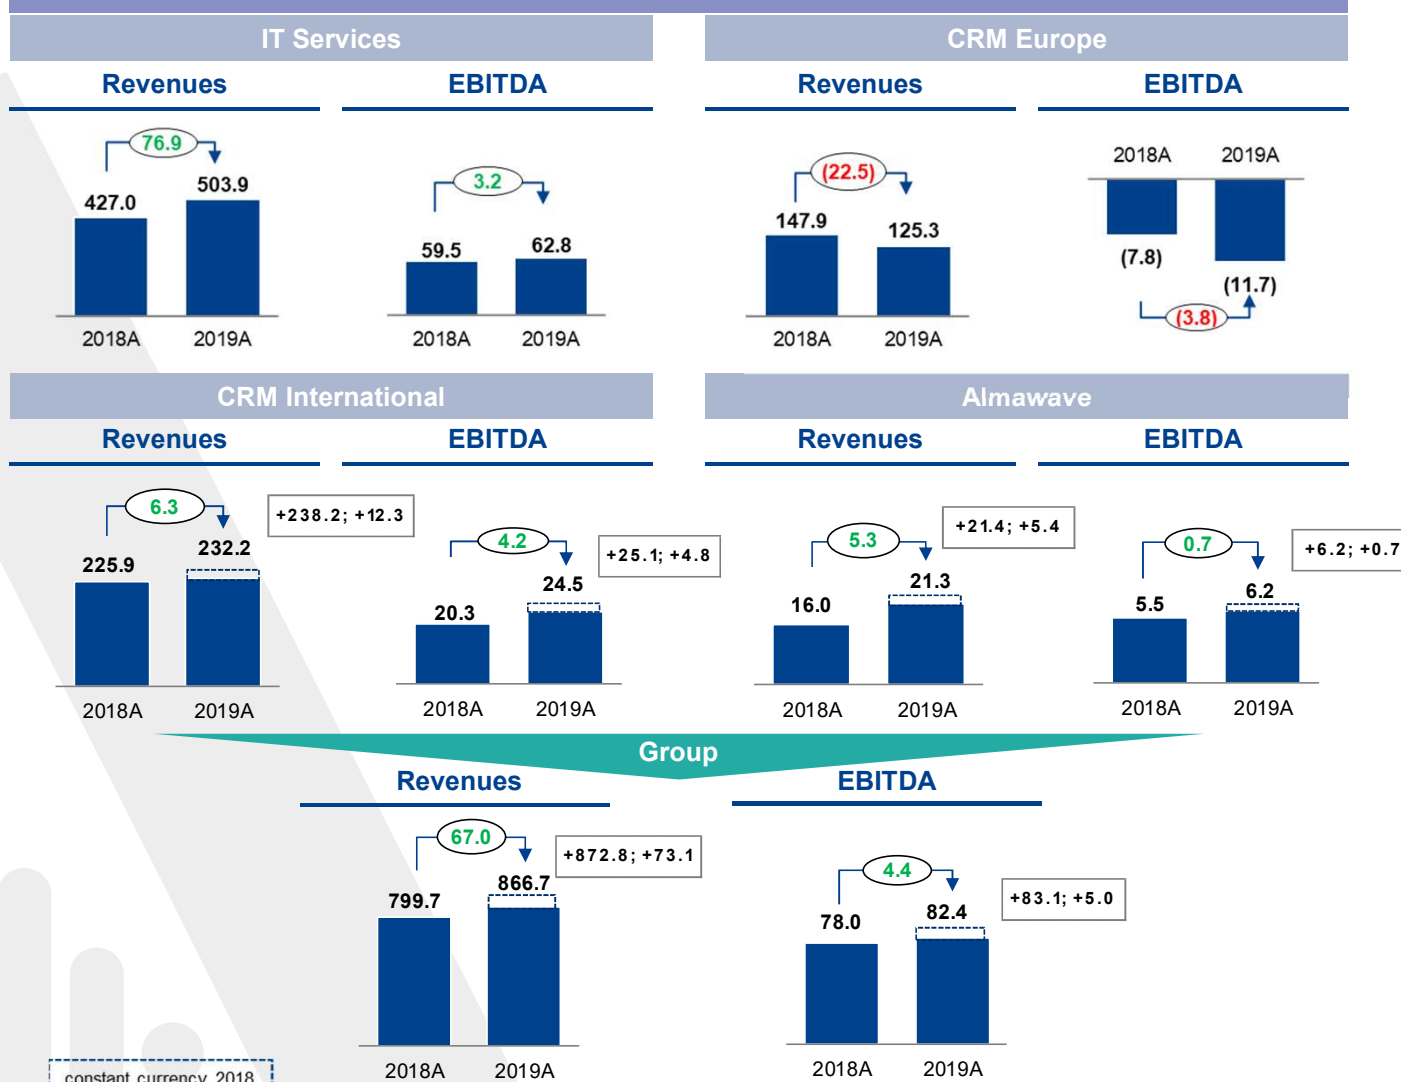 IT Services
Revenues
EBITDA
76.9
427.0
503.9
2018A
2019A
3.2
59.5
62.8
2018A
2019A
CRM Europe
Revenues
EBITDA
(22.5)
147.9
125.3
2018A
2019A
2018A
2019A
(7.8)
(11.7)
(3.8)
CRM International
Revenues
EBITDA
6.3
+238.2; +12.3
225.9
232.2
2018A
2019A
4.2
+25.1; +4.8
20.3
24.5
2018A
2019A
Almawave
Revenues
EBITDA
5.3
+21.4; +5.4
16.0
21.3
2018A
2019A
0.7
+6.2; +0.7
5.5
6.2
2018A
2019A
Group
Revenues
EBITDA
67.0
+872.8; +73.1
799.7
866.7
2018A
2019A
4.4
+83.1; +5.0
78.0
82.4
2018A
2019A
constant currency 2018